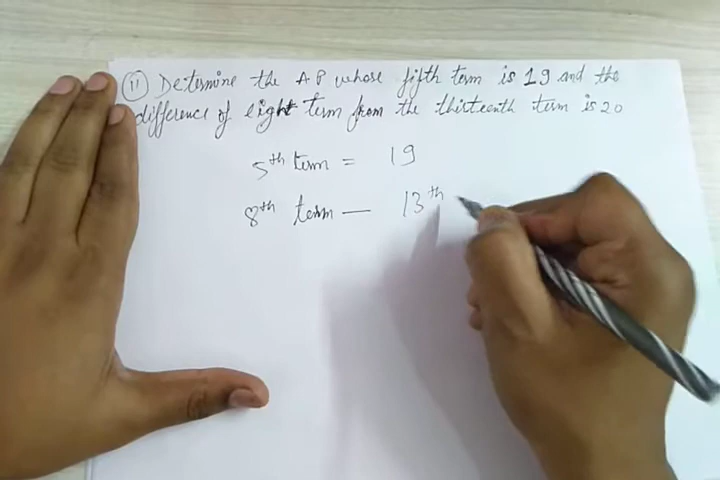 (11) Determine the AP whose fifth term is 19 and the
difference of eight term from the thirteenth term is 20
5th term = 19
8th term — 13th